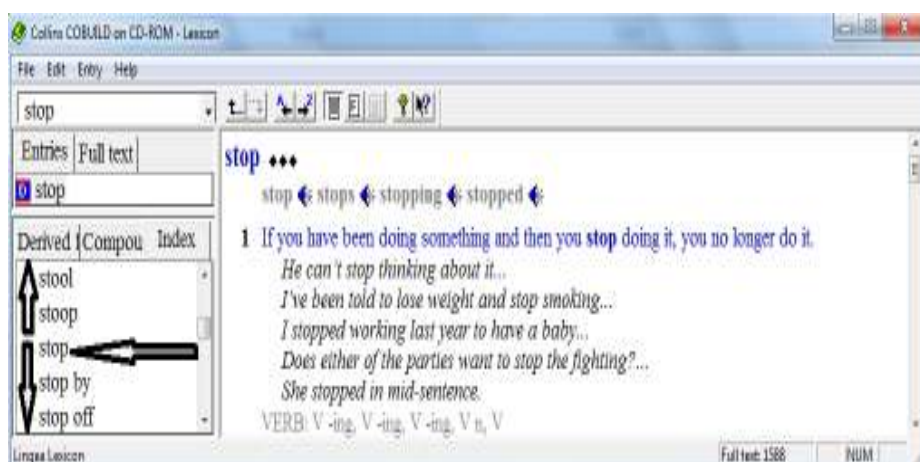 Collins COBUILD on CD-ROM - Lexicon
File Edit Entry Help
stop
Entries Full text
stop
Derived f Compou Index
stool
stoop
stop
stop by
stop off
stop ♦♦♦
stop stops stopping stopped
1 If you have been doing something and then you stop doing it, you no longer do it.
He can't stop thinking about it...
I've been told to lose weight and stop smoking...
I stopped working last year to have a baby...
Does either of the parties want to stop the fighting?...
She stopped in mid-sentence.
VERB: V -ing, V -ing, V -ing, V n, V
Lingea Lexicon
Full text: 1588 NUM